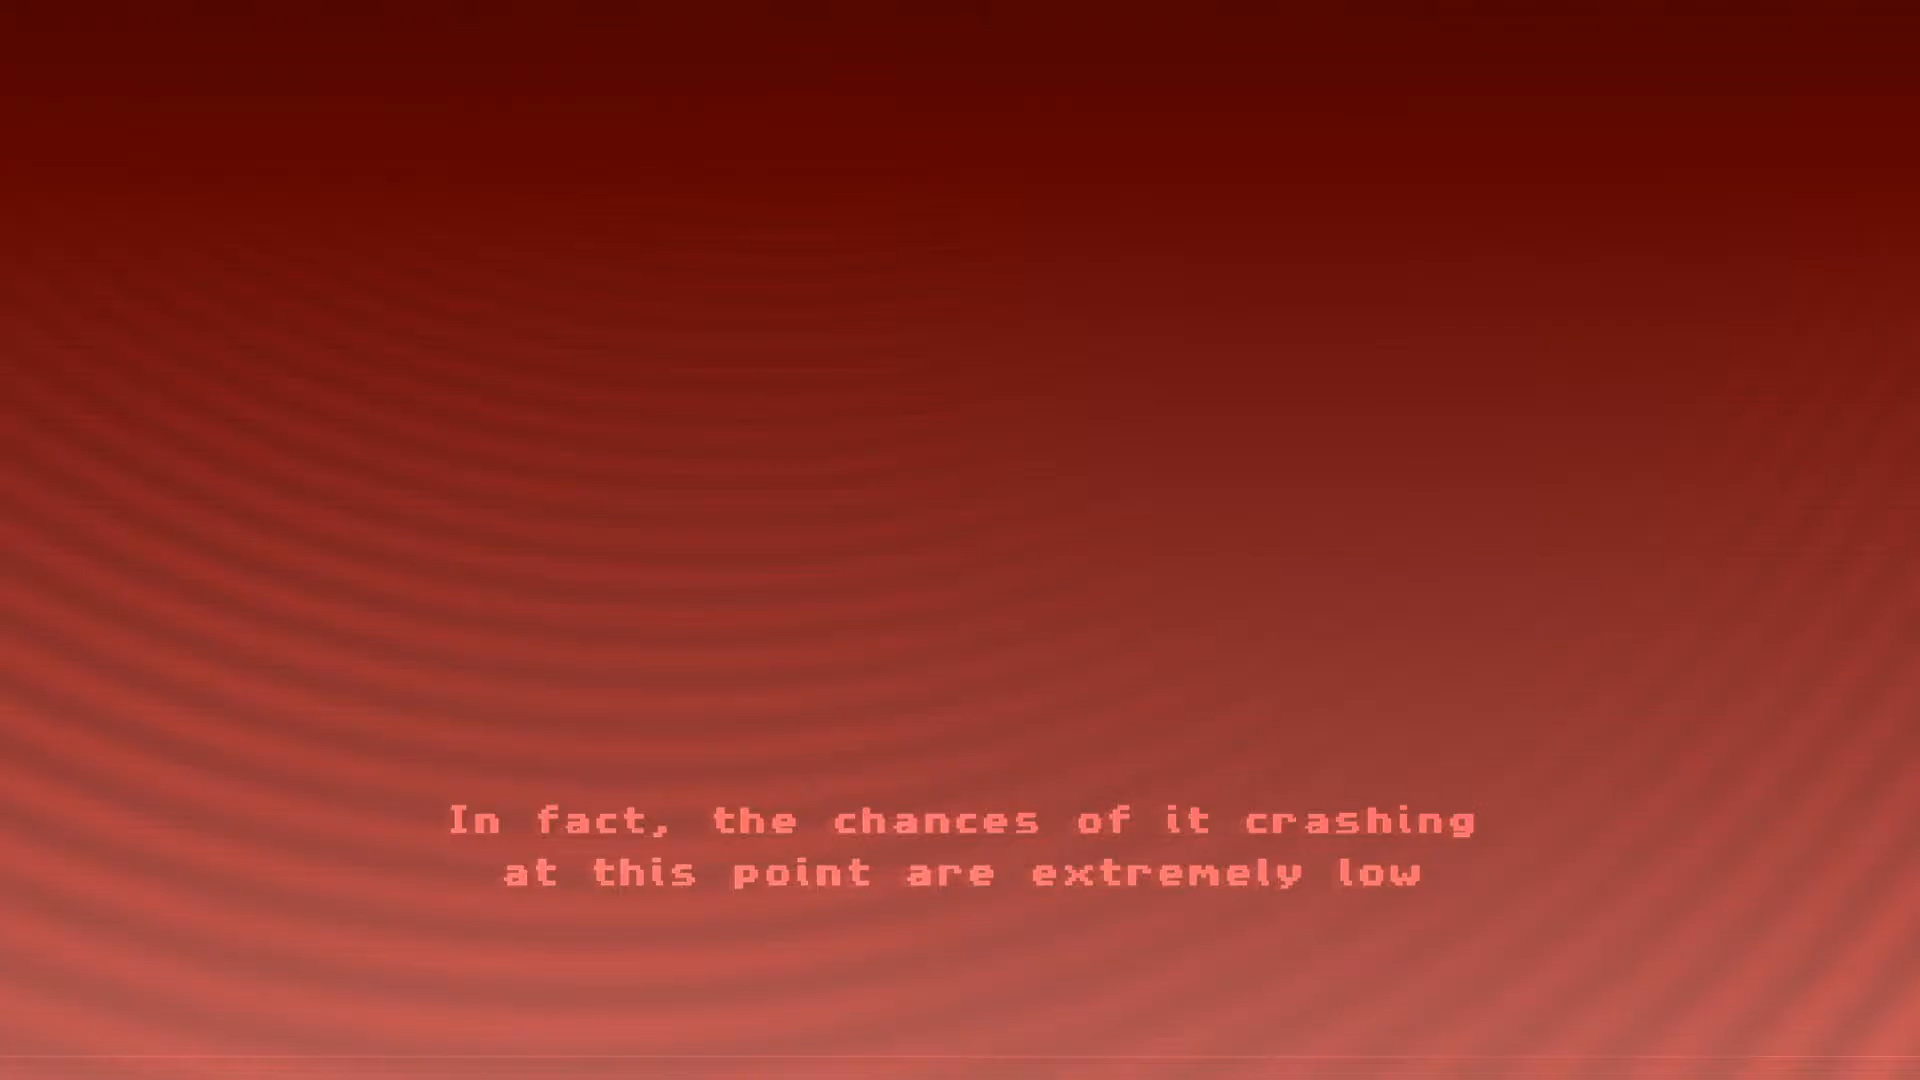 In fact, the chances of it crashing
at this point are extremely low